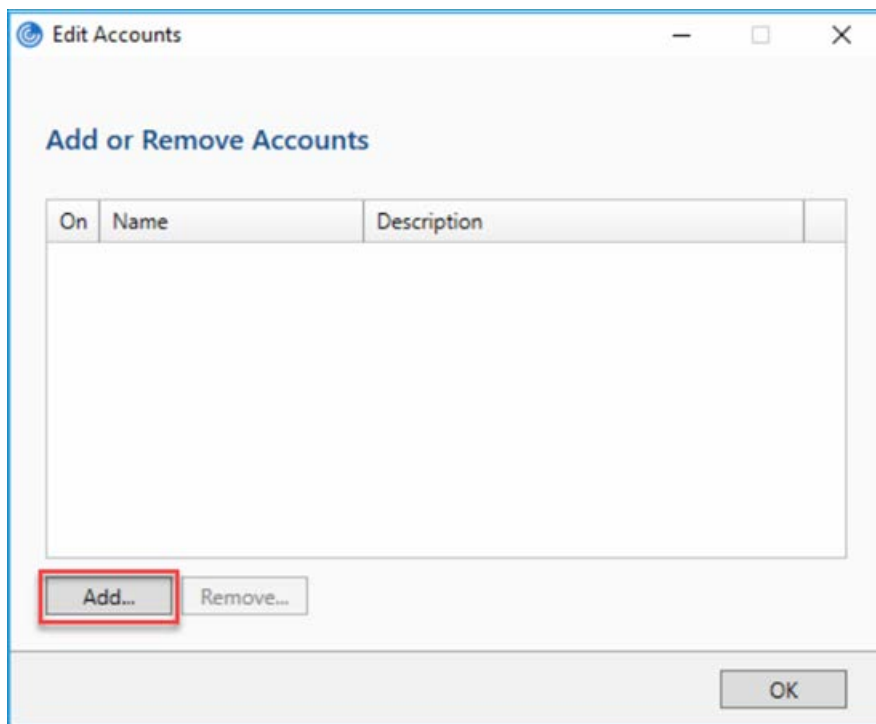 Edit Accounts
Add or Remove Accounts
On Name Description
Add... Remove...
OK